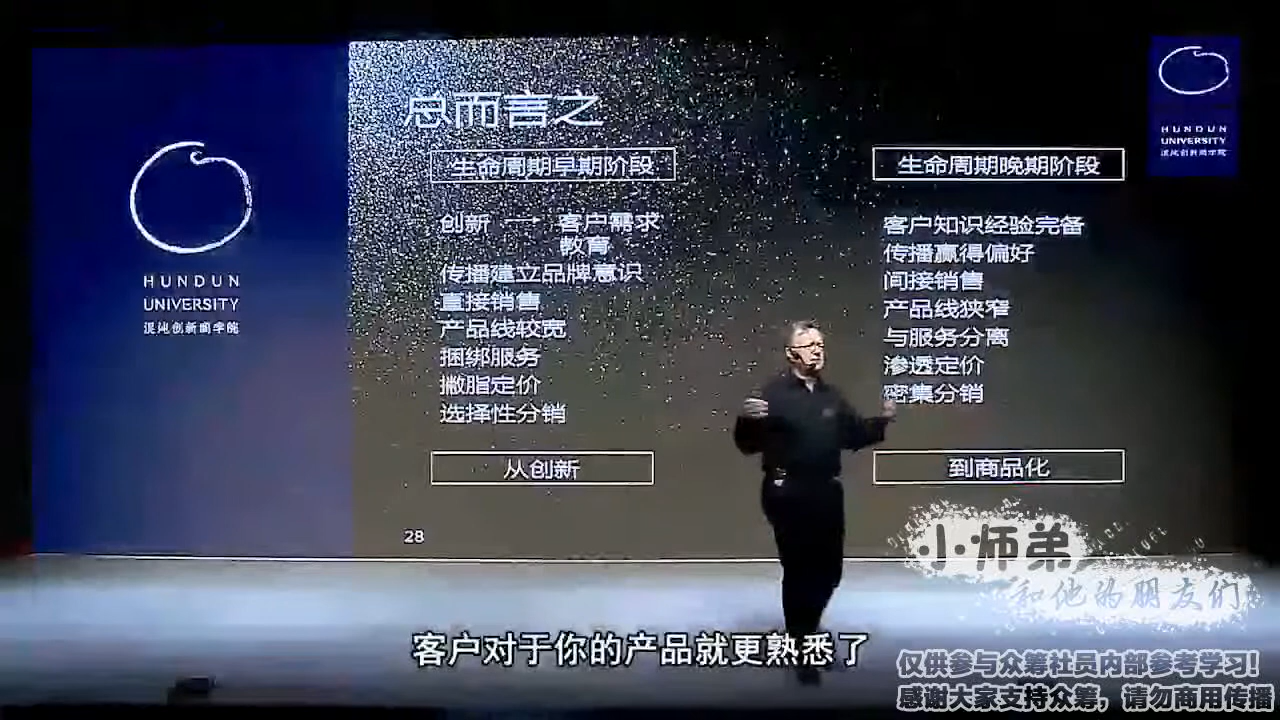 总而言之
生命周期早期阶段
创新 → 客户需求
教育
传播建立品牌意识
直接销售
产品线较宽
捆绑服务
撇脂定价
选择性分销
从创新
28
生命周期晚期阶段
客户知识经验完备
传播赢得偏好
间接销售
产品线狭窄
与服务分离
渗透定价
密集分销
到商品化
HUNDUN
UNIVERSITY
混沌创新商学院
HUNDUN
UNIVERSITY
混沌创新商学院
小师弟
和他的朋友们
客户对于你的产品就更熟悉了
仅供参与众筹社员内部参考学习！
感谢大家支持众筹，请勿商用传播